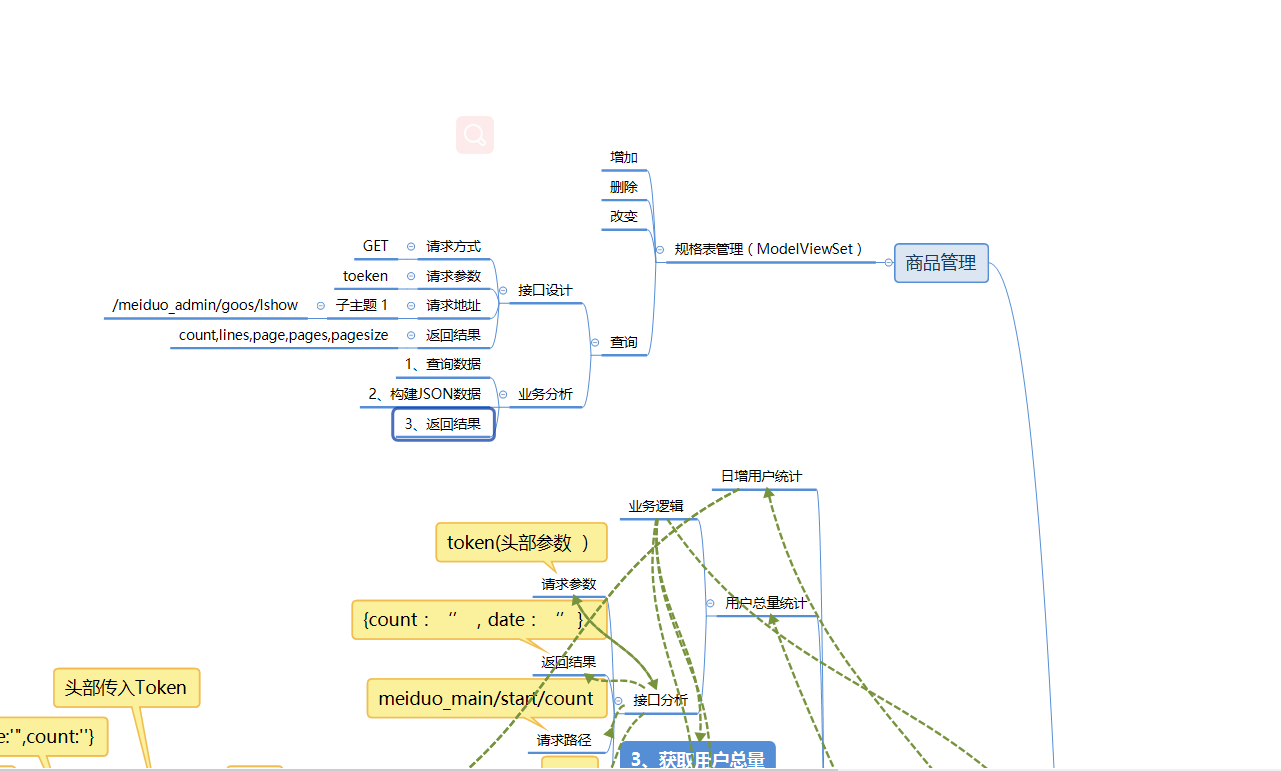 增加
删除
改变
规格表管理（ModelViewSet）
商品管理
GET
请求方式
toeken
请求参数
接口设计
/meiduo_admin/goos/lshow
子主题 1
请求地址
count,lines,page,pages,pagesize
返回结果
查询
1、查询数据
2、构建JSON数据
业务分析
3、返回结果
日增用户统计
业务逻辑
token(头部参数 ）
请求参数
{count： “ ，date： ” }
用户总量统计
返回结果
头部传入Token
meiduo_main/start/count
接口分析
e:'",count:''}
请求路径
3、获取用户总量